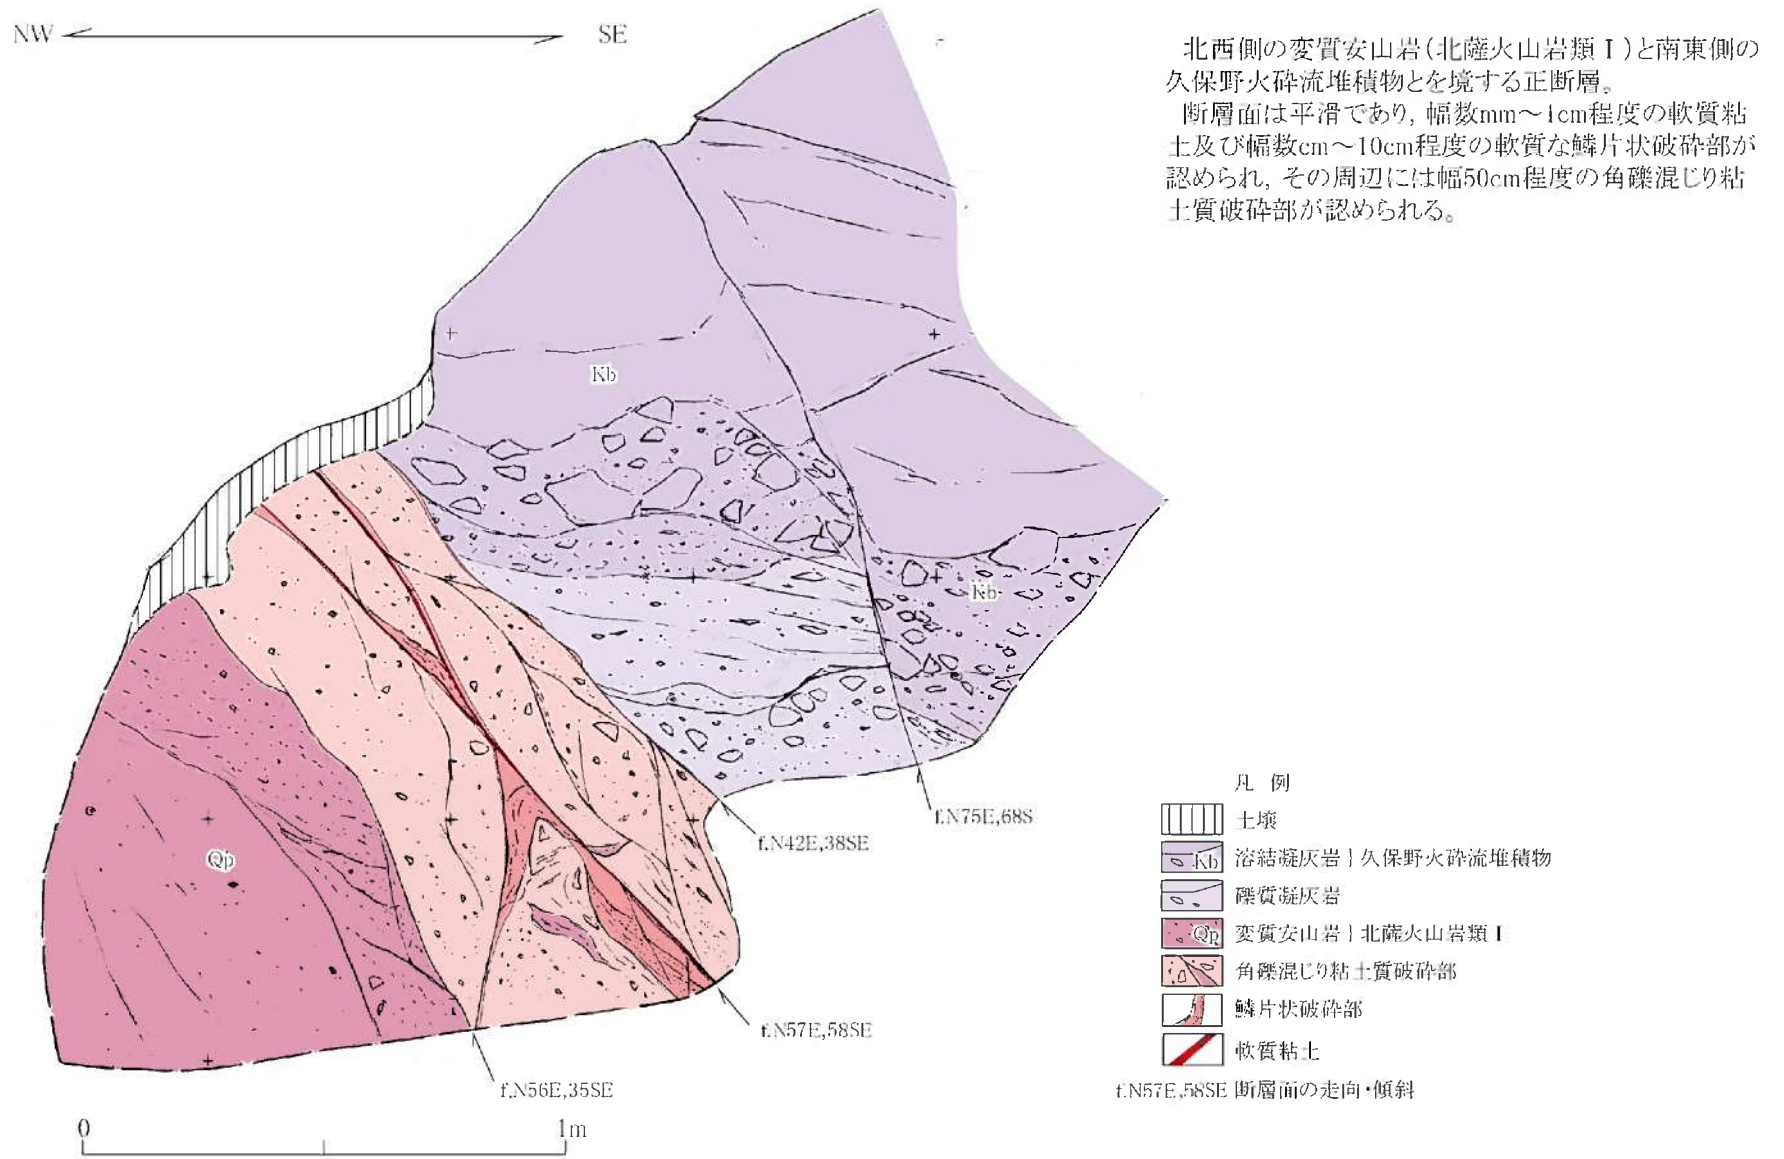 NW SE
北西側の変質安山岩(北薩火山岩類Ⅰ)と南東側の
久保野火砕流堆積物とを境する正断層。
断層面は平滑であり, 幅数mm～1cm程度の軟質粘
土及び幅数cm～10cm程度の軟質な鱗片状破砕部が
認められ, その周辺には幅50cm程度の角礫混じり粘
土質破砕部が認められる。
Kb
Kb
Qp
f.N75E,68S
f.N42E,38SE
f.N57E,58SE
f.N56E,35SE
0 1m
凡 例
土壌
Kb 溶結凝灰岩 } 久保野火砕流堆積物
礫質凝灰岩
Qp 変質安山岩 } 北薩火山岩類Ⅰ
角礫混じり粘土質破砕部
鱗片状破砕部
軟質粘土
f.N57E,58SE 断層面の走向・傾斜